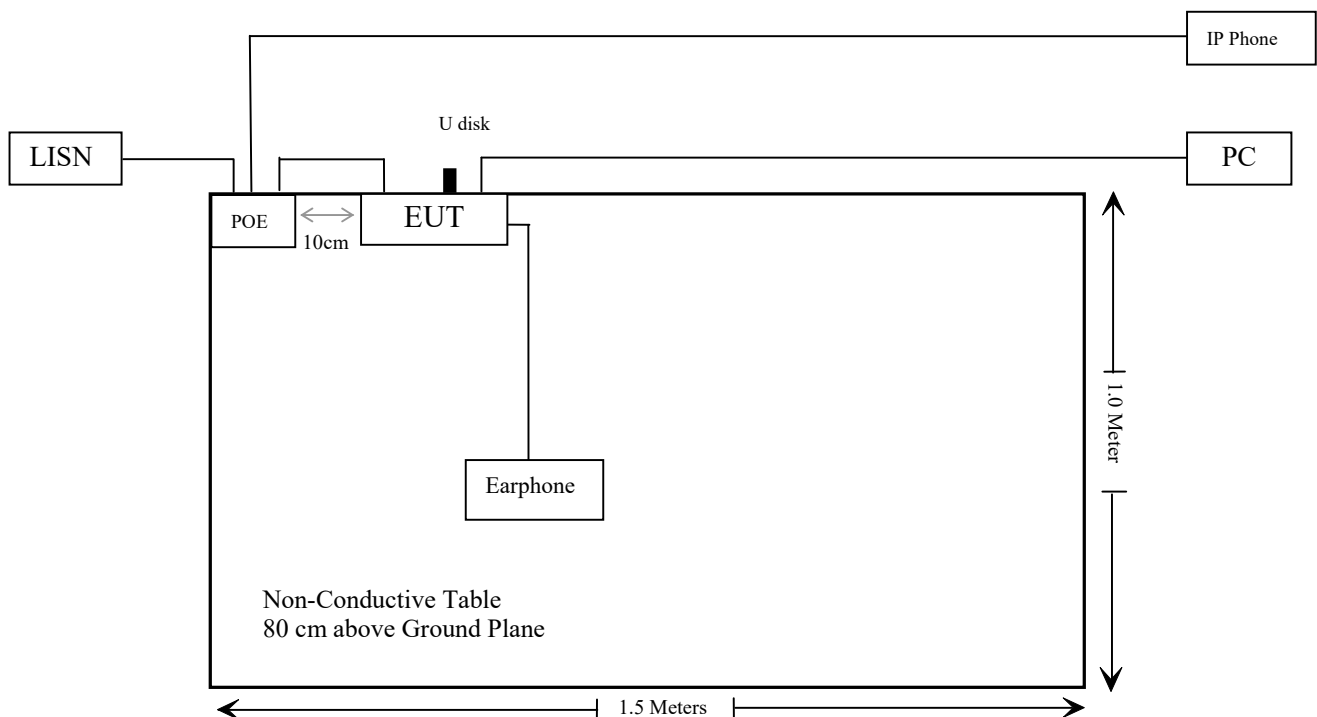 IP Phone
U disk
LISN
PC
POE
EUT
10cm
1.0 Meter
Earphone
Non-Conductive Table
80 cm above Ground Plane
1.5 Meters